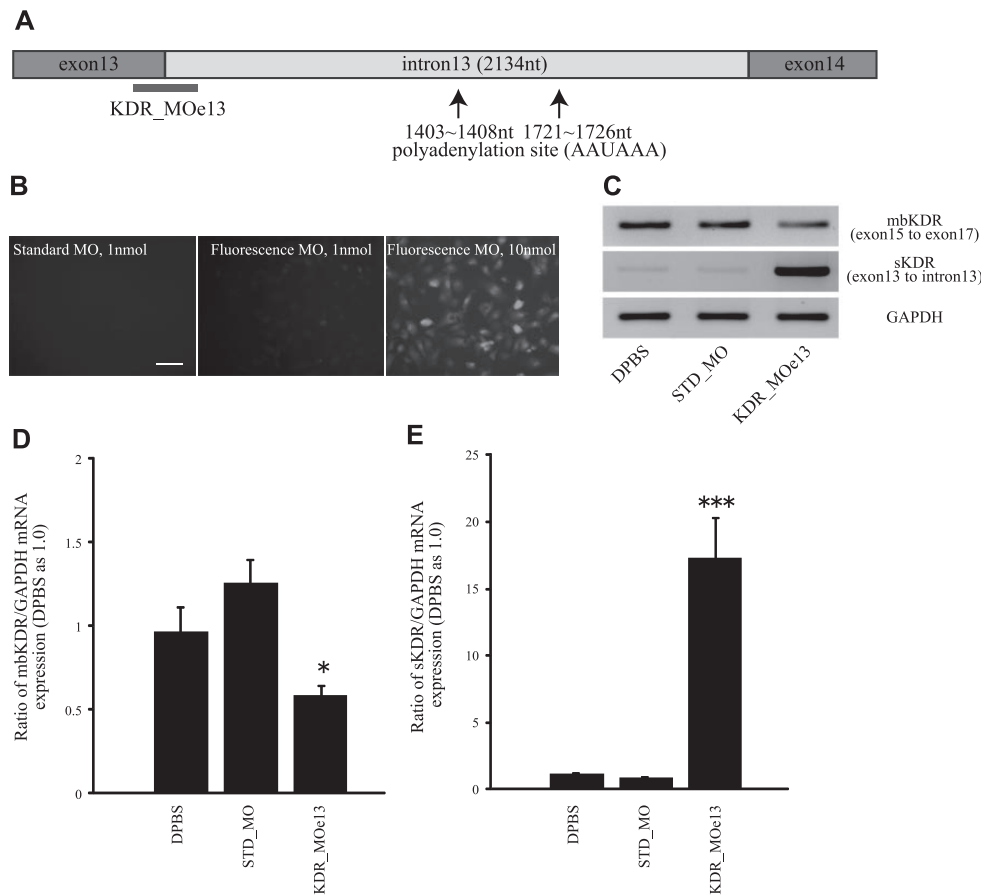 A
exon13
intron13 (2134nt)
exon14
KDR_MOe13
1403~1408nt
1721~1726nt
polyadenylation site (AAUAAA)
B
Standard MO, 1nmol
Fluorescence MO, 1nmol
Fluorescence MO, 10nmol
C
mbKDR
(exon15 to exon17)
sKDR
(exon13 to intron13)
GAPDH
DPBS
STD_MO
KDR_MOe13
D
Ratio of mbKDR/GAPDH mRNA
expression (DPBS as 1.0)
2
1.5
1
0.5
0
*
DPBS
STD_MO
KDR_MOe13
E
Ratio of sKDR/GAPDH mRNA
expression (DPBS as 1.0)
25
20
15
10
5
0
***
DPBS
STD_MO
KDR_MOe13